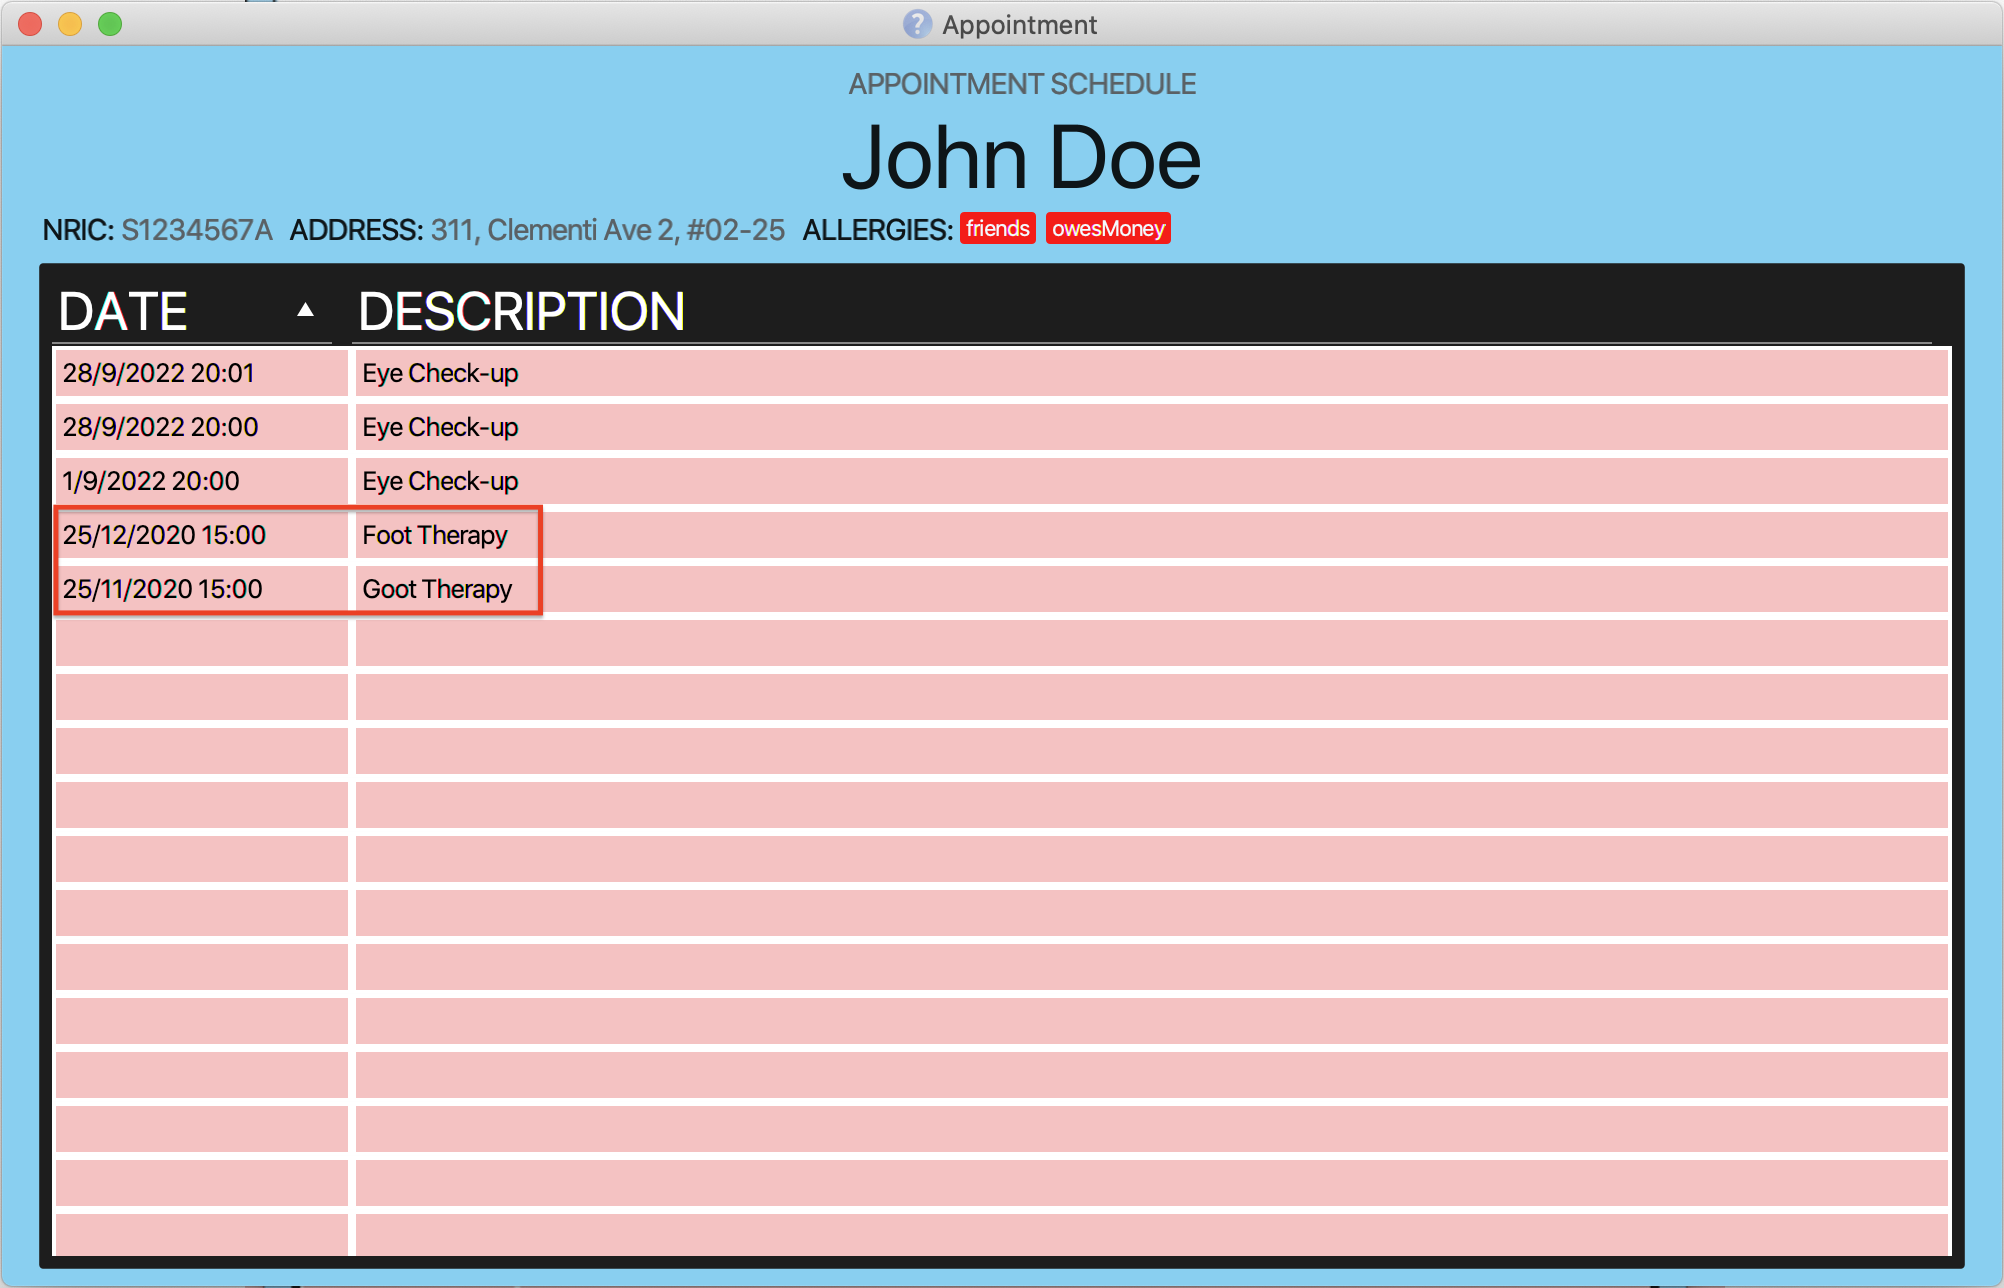 Appointment
APPOINTMENT SCHEDULE
John Doe
NRIC: S1234567A ADDRESS: 311, Clementi Ave 2, #02-25 ALLERGIES: friends owesMoney
DATE DESCRIPTION
28/9/2022 20:01 Eye Check-up
28/9/2022 20:00 Eye Check-up
1/9/2022 20:00 Eye Check-up
25/12/2020 15:00 Foot Therapy
25/11/2020 15:00 Goot Therapy